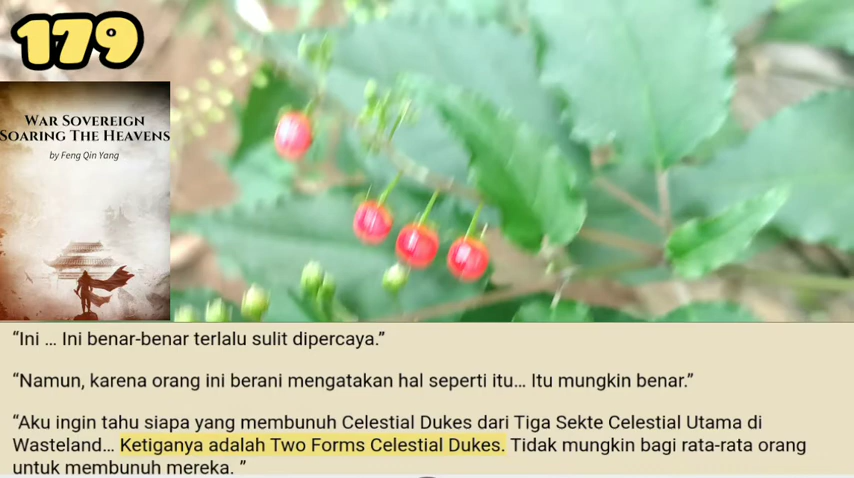 179
WAR SOVEREIGN
SOARING THE HEAVENS
by Feng Qin Yang
“Ini ... Ini benar-benar terlalu sulit dipercaya.”
“Namun, karena orang ini berani mengatakan hal seperti itu... Itu mungkin benar.”
“Aku ingin tahu siapa yang membunuh Celestial Dukes dari Tiga Sekte Celestial Utama di
Wasteland... Ketiganya adalah Two Forms Celestial Dukes. Tidak mungkin bagi rata-rata orang
untuk membunuh mereka. ”